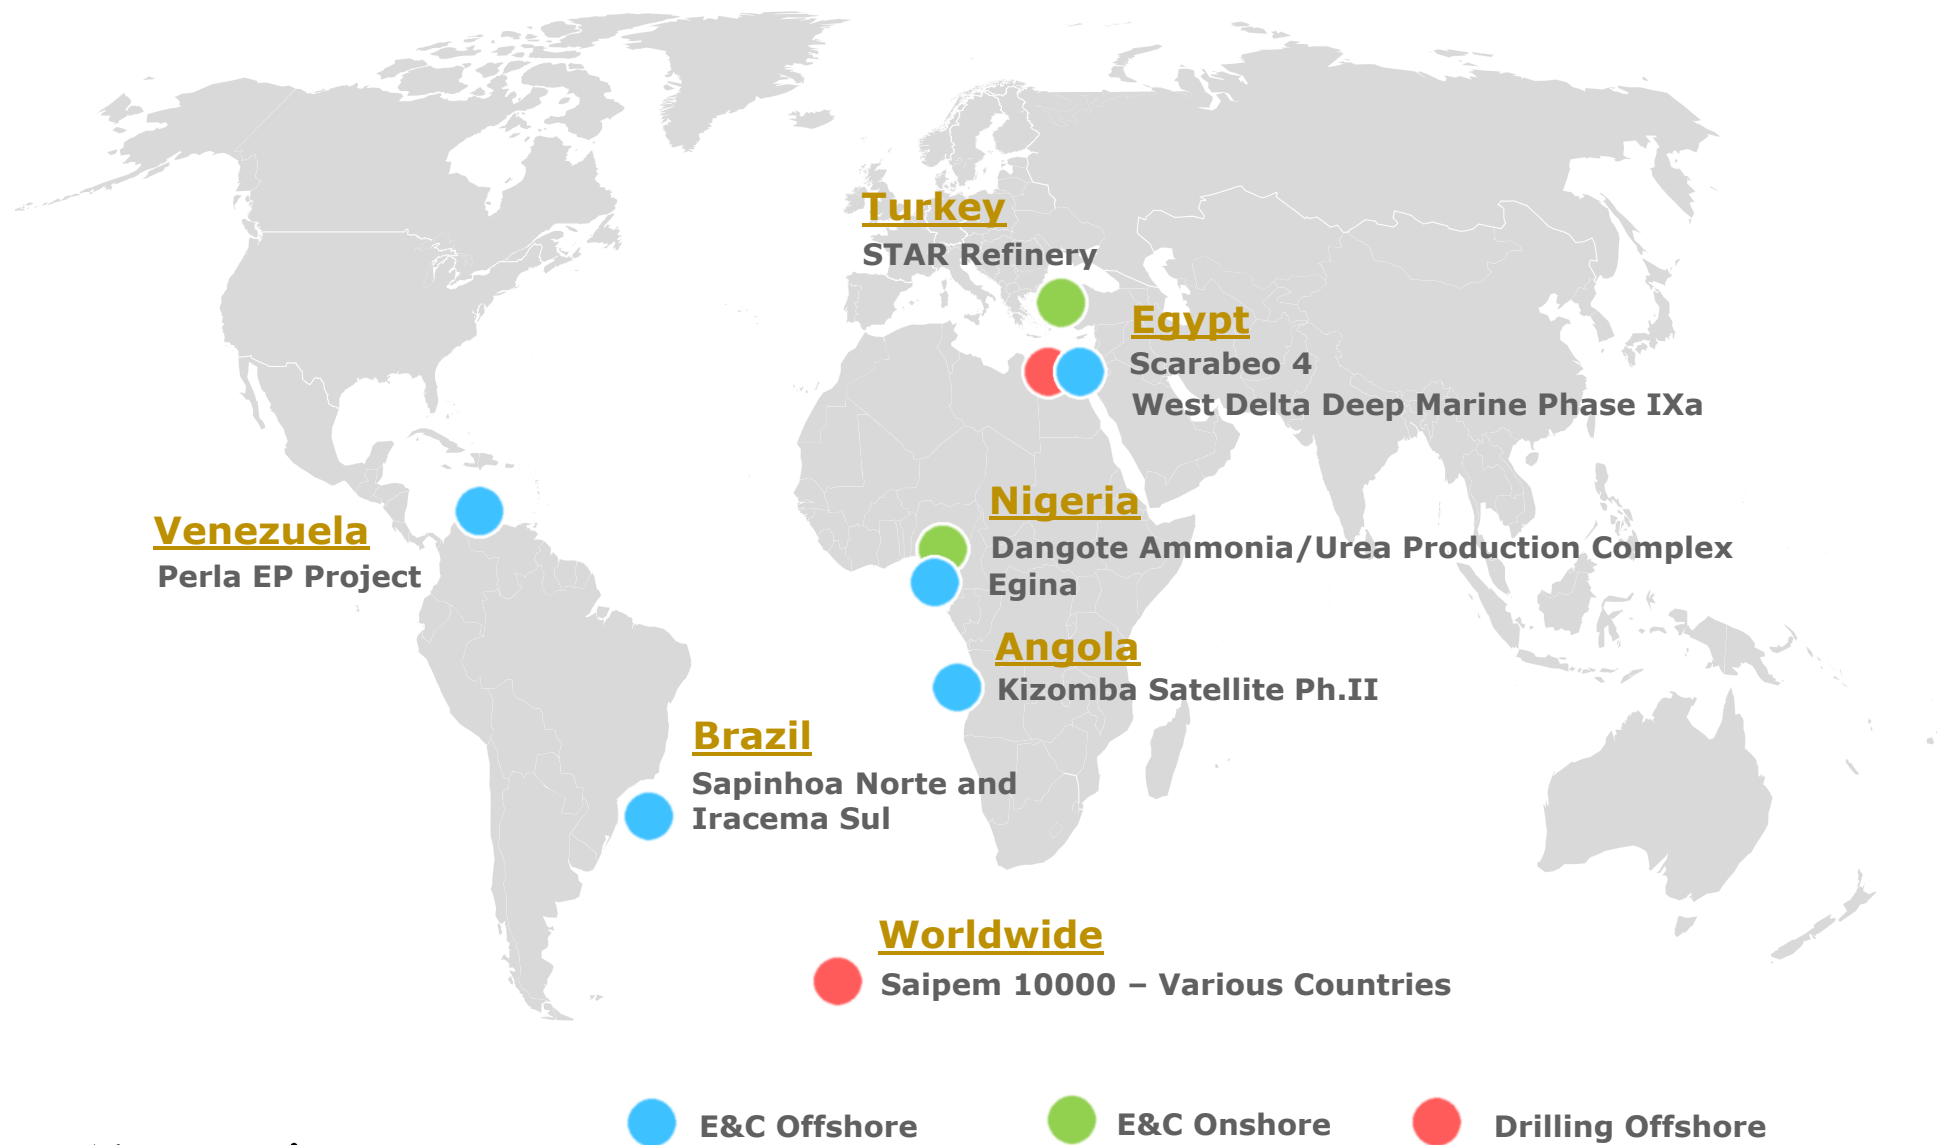 Turkey
STAR Refinery
Egypt
Scarabeo 4
West Delta Deep Marine Phase IXa
Nigeria
Dangote Ammonia/Urea Production Complex
Egina
Venezuela
Perla EP Project
Angola
Kizomba Satellite Ph.II
Brazil
Sapinhoa Norte and
Iracema Sul
Worldwide
Saipem 10000 – Various Countries
E&C Offshore
E&C Onshore
Drilling Offshore